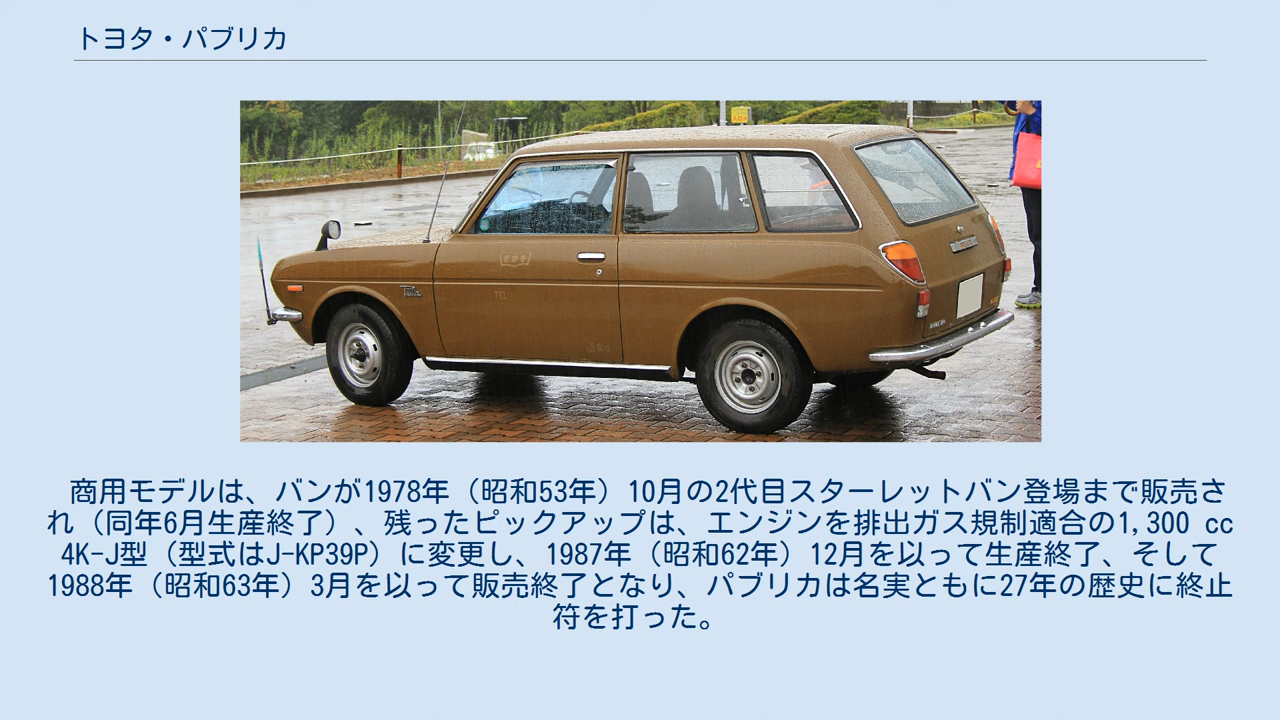 トヨタ・パブリカ
TEL
商用モデルは、バンが1978年（昭和53年）10月の2代目スターレットバン登場まで販売さ
れ（同年6月生産終了）、残ったピックアップは、エンジンを排出ガス規制適合の1,300 cc
4K-J型（型式はJ-KP39P）に変更し、1987年（昭和62年）12月を以って生産終了、そして
1988年（昭和63年）3月を以って販売終了となり、パブリカは名実ともに27年の歴史に終止
符を打った。